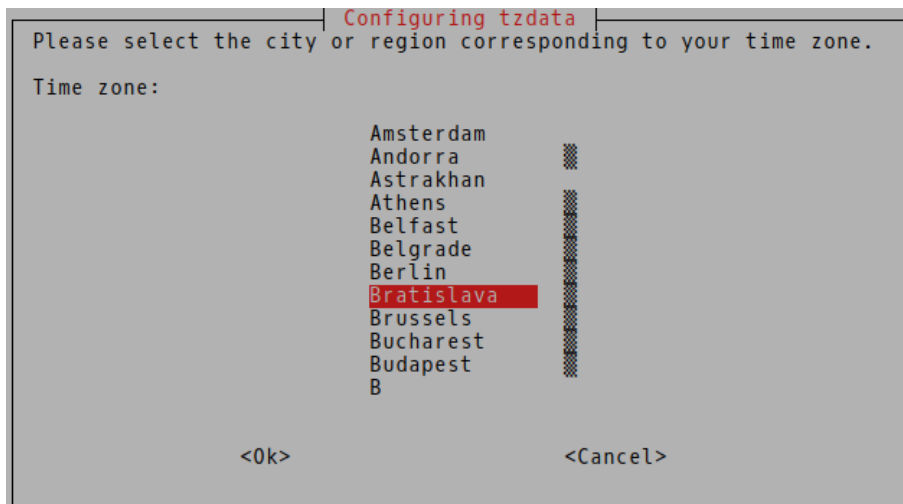 Configuring tzdata
Please select the city or region corresponding to your time zone.
Time zone:
Amsterdam
Andorra
Astrakhan
Athens
Belfast
Belgrade
Berlin
Bratislava
Brussels
Bucharest
Budapest
B
<Ok> <Cancel>